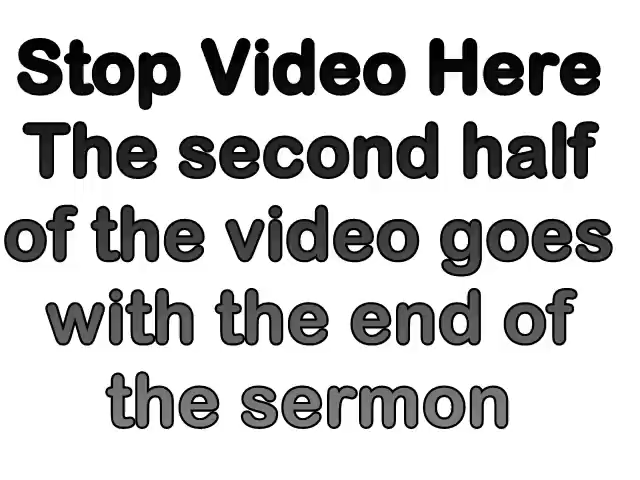 Stop Video Here
The second half
of the video goes
with the end of
the sermon